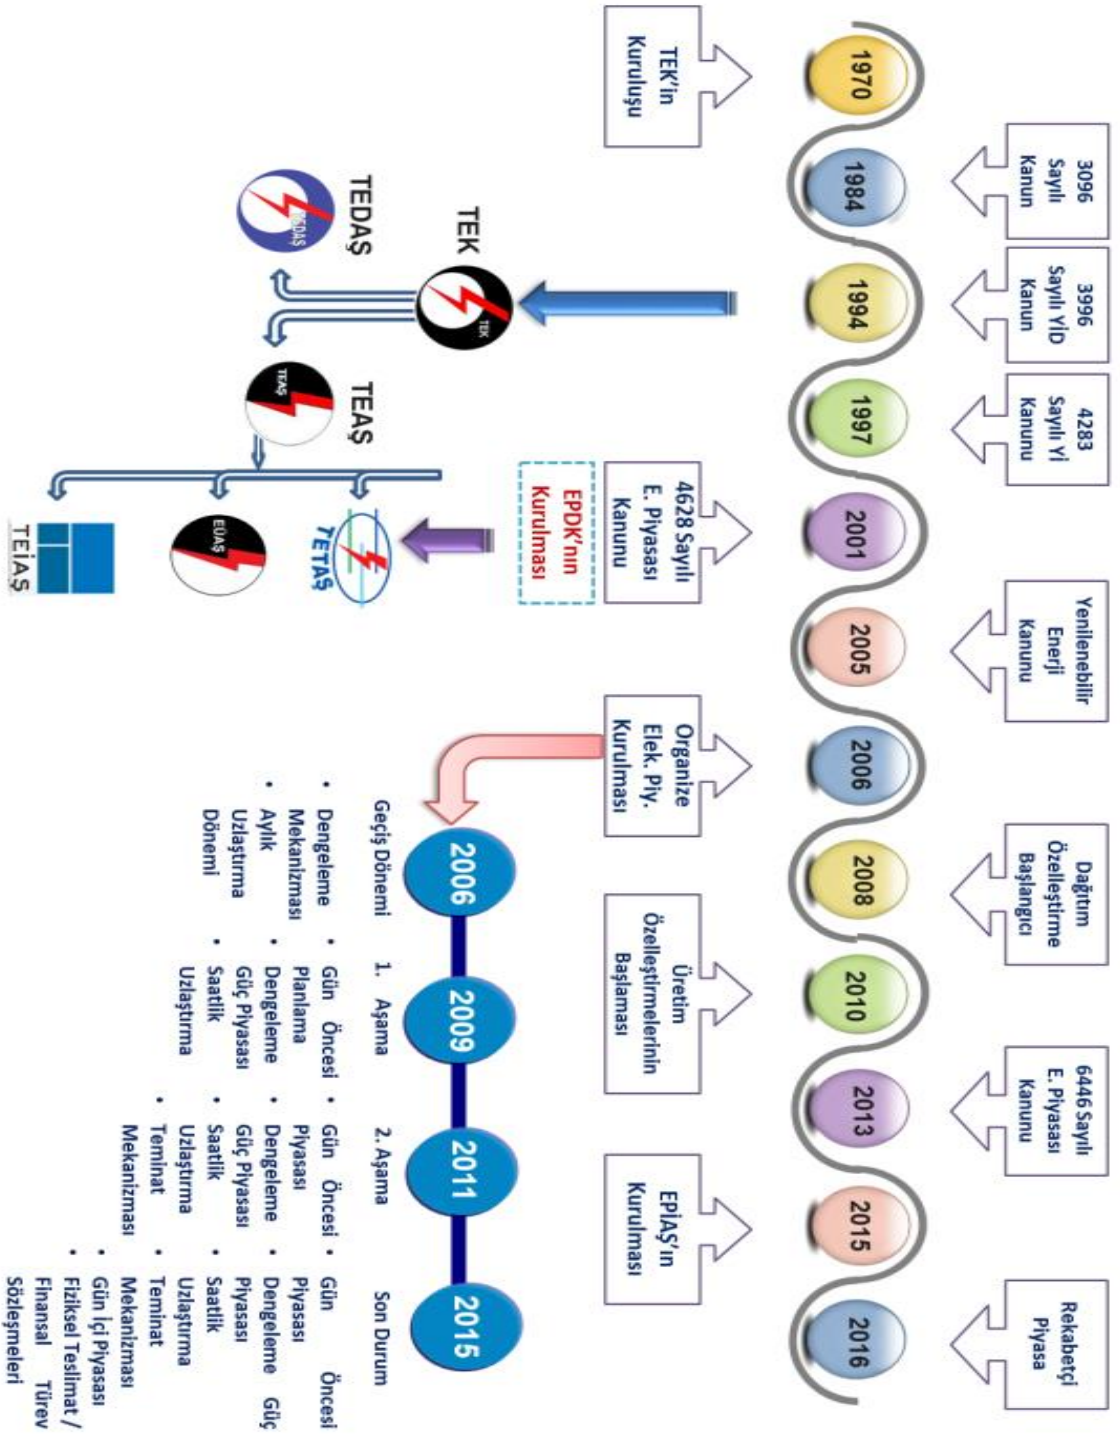 3096
Sayılı
Kanun
3996
Sayılı YİD
Kanun
4283
Sayılı Yİ
Kanunu
Yenilenebilir
Enerji
Kanunu
Dağıtım
Özelleştirme
Başlangıcı
6446 Sayılı
E. Piyasası
Kanunu
Rekabetçi
Piyasa
1970
1984
1994
1997
2001
2005
2006
2008
2010
2013
2015
2016
TEK'in
Kuruluşu
4628 Sayılı
E. Piyasası
Kanunu
EPDK'nın
Kurulması
Organize
Elek. Piy.
Kurulması
Üretim
Özelleştirmelerinin
Başlaması
EPİAŞ'ın
Kurulması
TEK
TEK
TEDAŞ
TEDAŞ
TEAŞ
TEAŞ
TETAŞ
EÜAŞ
TEİAŞ
2006
2009
2011
2015
Geçiş Dönemi
• Dengeleme
Mekanizması
• Aylık
Uzlaştırma
Dönemi
1. Aşama
• Gün Öncesi
Planlama
• Dengeleme
Güç Piyasası
• Saatlik
Uzlaştırma
2. Aşama
• Gün Öncesi
Piyasası
• Dengeleme
Güç Piyasası
• Saatlik
Uzlaştırma
• Teminat
Mekanizması
Son Durum
• Gün Öncesi
Piyasası
• Dengeleme Güç
Piyasası
• Saatlik
Uzlaştırma
• Teminat
Mekanizması
• Gün İçi Piyasası
• Fiziksel Teslimat /
Finansal Türev
Sözleşmeleri